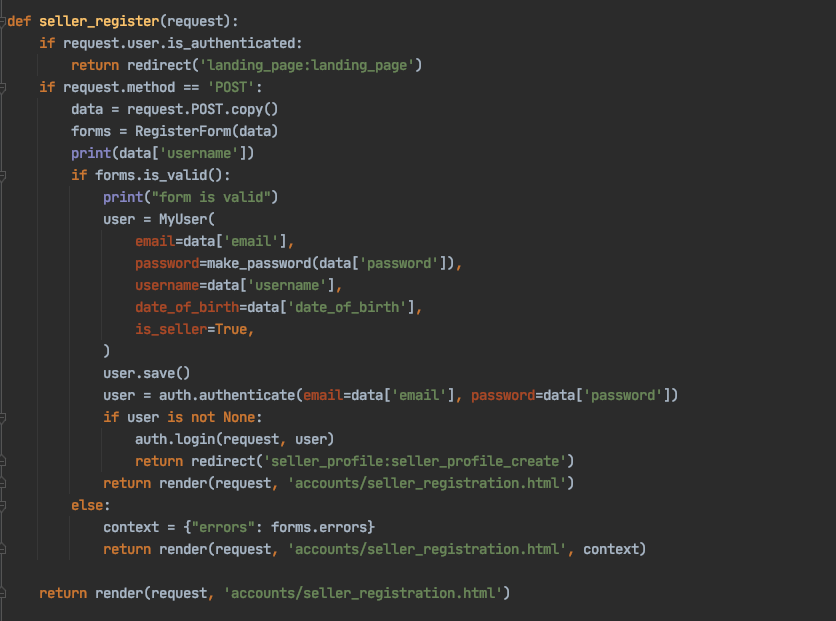 def seller_register(request):
    if request.user.is_authenticated:
        return redirect('landing_page:landing_page')
    if request.method == 'POST':
        data = request.POST.copy()
        forms = RegisterForm(data)
        print(data['username'])
        if forms.is_valid():
            print("form is valid")
            user = MyUser(
                email=data['email'],
                password=make_password(data['password']),
                username=data['username'],
                date_of_birth=data['date_of_birth'],
                is_seller=True,
            )
            user.save()
            user = auth.authenticate(email=data['email'], password=data['password'])
            if user is not None:
                auth.login(request, user)
                return redirect('seller_profile:seller_profile_create')
            return render(request, 'accounts/seller_registration.html')
        else:
            context = {"errors": forms.errors}
            return render(request, 'accounts/seller_registration.html', context)
    return render(request, 'accounts/seller_registration.html')